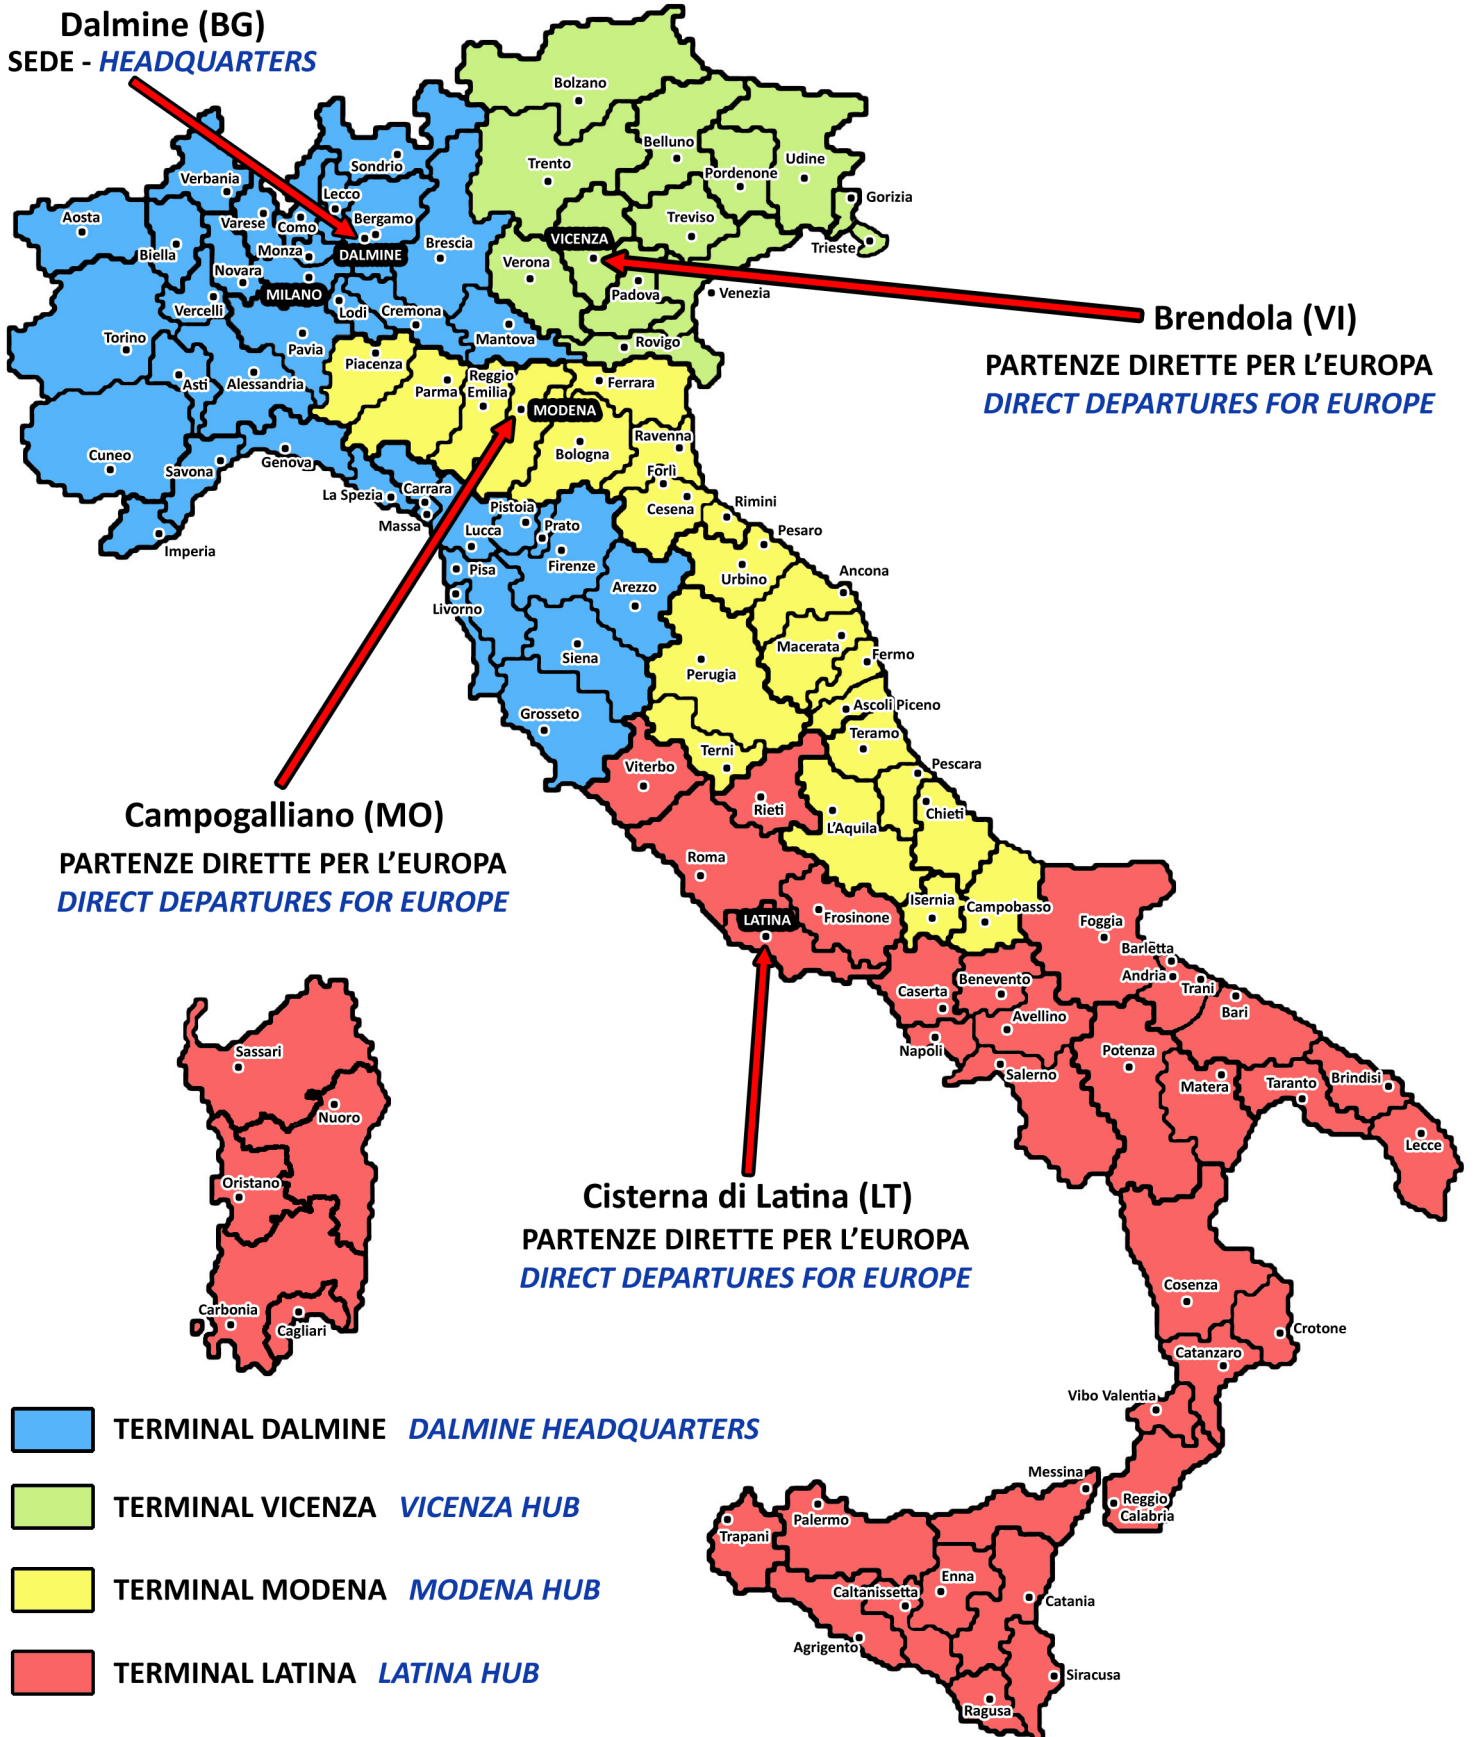 Dalmine (BG)
SEDE - HEADQUARTERS
Bolzano
Trento
Belluno
Pordenone
Udine
Gorizia
Treviso
Trieste
VICENZA
Verona
Padova
Venezia
Rovigo
Sondrio
Verbania
Lecco
Aosta
Varese
Como
Bergamo
Biella
Monza
DALMINE
Brescia
Novara
MILANO
Vercelli
Lodi
Cremona
Torino
Pavia
Mantova
Asti
Alessandria
Cuneo
Savona
Genova
La Spezia
Carrara
Massa
Imperia
Brendola (VI)
PARTENZE DIRETTE PER L’EUROPA
DIRECT DEPARTURES FOR EUROPE
Piacenza
Parma
Reggio
Emilia
Ferrara
MODENA
Bologna
Ravenna
Forlì
Cesena
Rimini
Pistoia
Prato
Lucca
Firenze
Pisa
Arezzo
Livorno
Siena
Grosseto
Pesaro
Urbino
Ancona
Macerata
Fermo
Perugia
Ascoli Piceno
Teramo
Terni
Pescara
Viterbo
Rieti
L’Aquila
Chieti
Roma
Isernia
Campobasso
LATINA
Frosinone
Campogalliano (MO)
PARTENZE DIRETTE PER L’EUROPA
DIRECT DEPARTURES FOR EUROPE
Foggia
Barletta
Andria
Trani
Bari
Caserta
Benevento
Avellino
Napoli
Salerno
Potenza
Matera
Taranto
Brindisi
Lecce
Sassari
Nuoro
Oristano
Carbonia
Cagliari
Cisterna di Latina (LT)
PARTENZE DIRETTE PER L’EUROPA
DIRECT DEPARTURES FOR EUROPE
Cosenza
Crotone
Catanzaro
Vibo Valentia
Reggio
Calabria
Messina
Palermo
Trapani
Caltanissetta
Enna
Catania
Agrigento
Siracusa
Ragusa
TERMINAL DALMINE DALMINE HEADQUARTERS
TERMINAL VICENZA VICENZA HUB
TERMINAL MODENA MODENA HUB
TERMINAL LATINA LATINA HUB